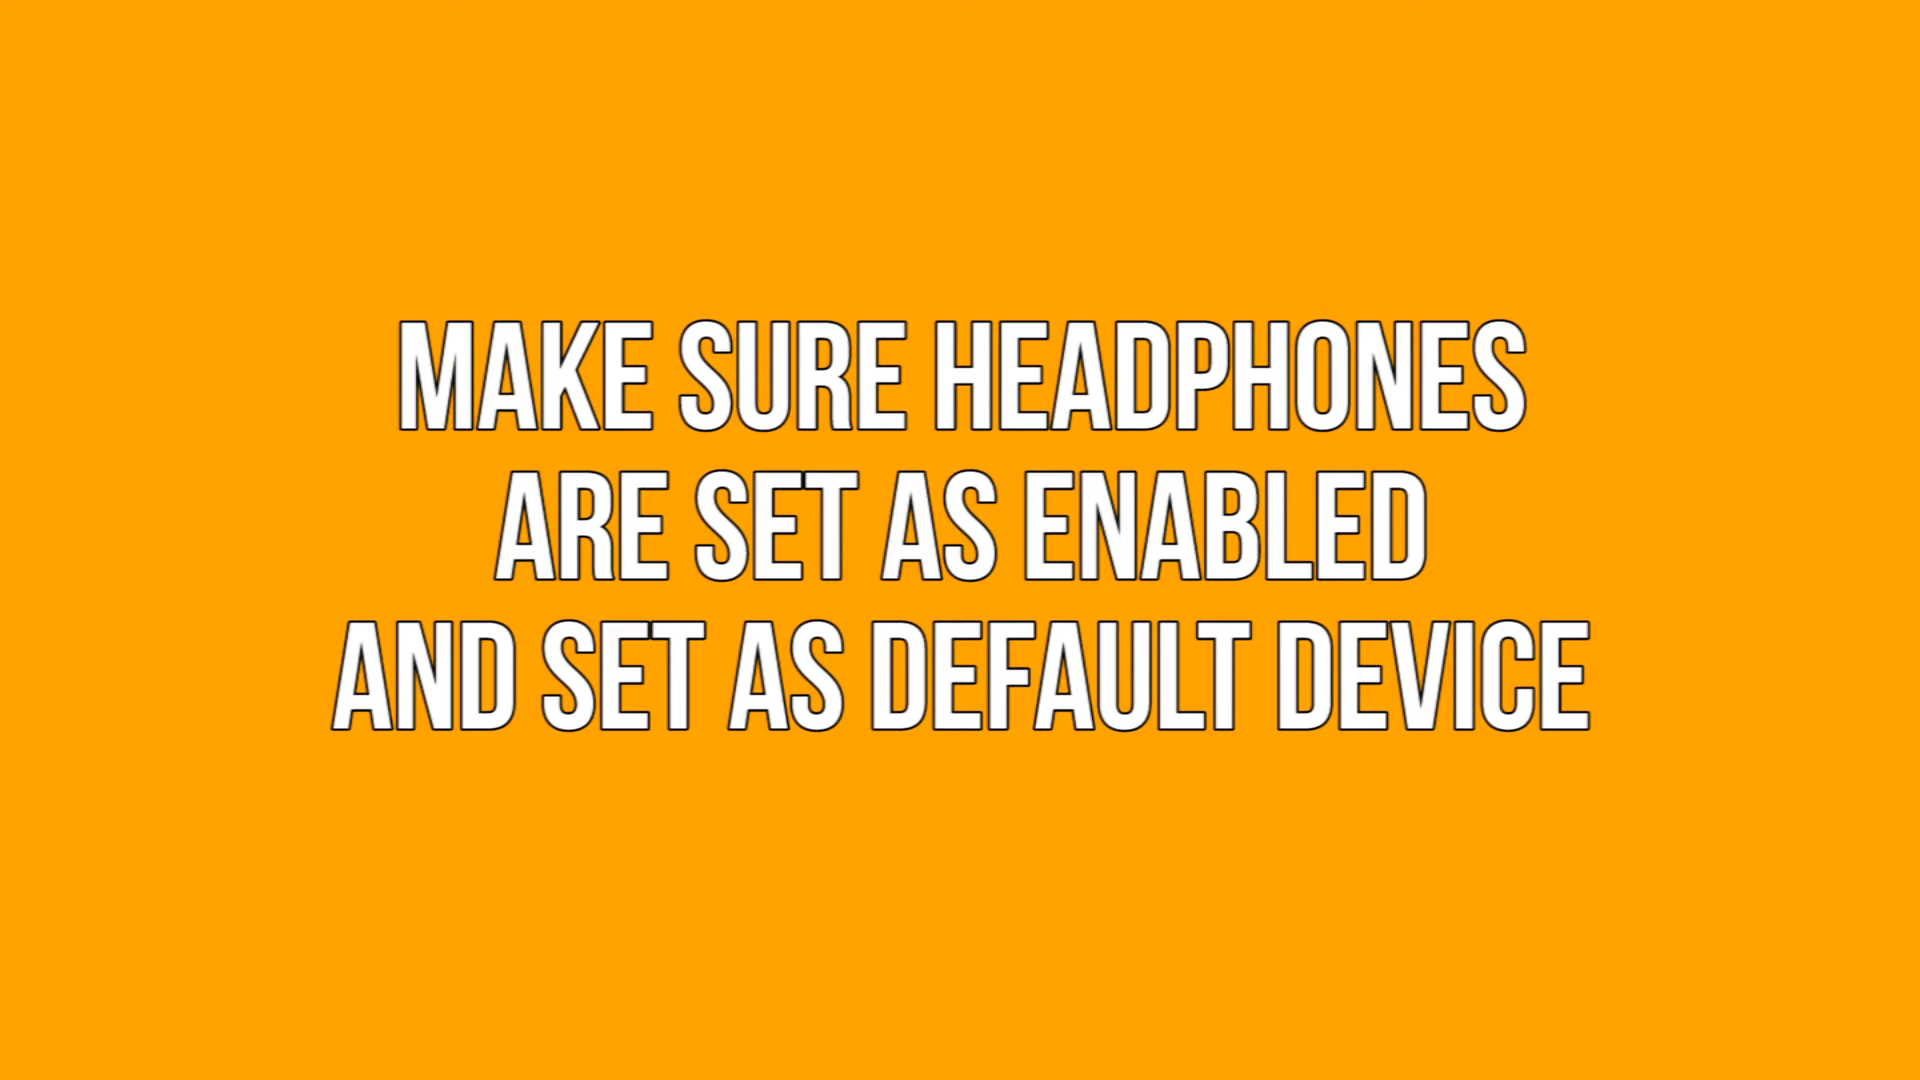 MAKE SURE HEADPHONES
ARE SET AS ENABLED
AND SET AS DEFAULT DEVICE